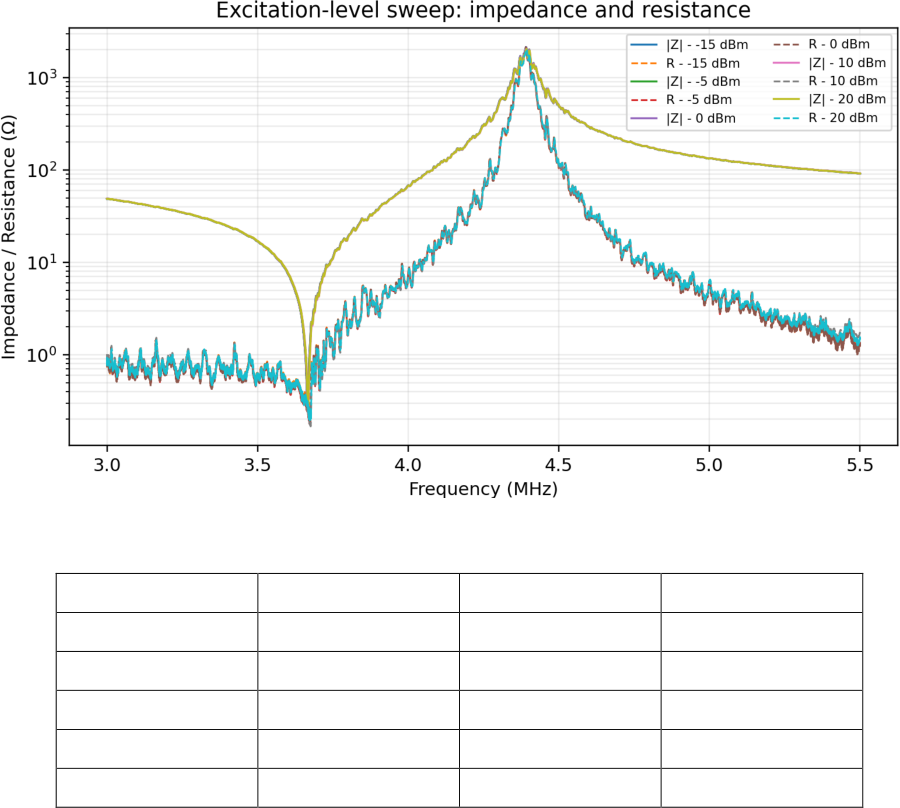 Excitation-level sweep: impedance and resistance
Impedance / Resistance (Ω)
10³
10²
10¹
10⁰
|Z| - -15 dBm
R - -15 dBm
|Z| - -5 dBm
R - -5 dBm
|Z| - 0 dBm
R - 0 dBm
|Z| - 10 dBm
R - 10 dBm
|Z| - 20 dBm
R - 20 dBm
3.0 3.5 4.0 4.5 5.0 5.5
Frequency (MHz)